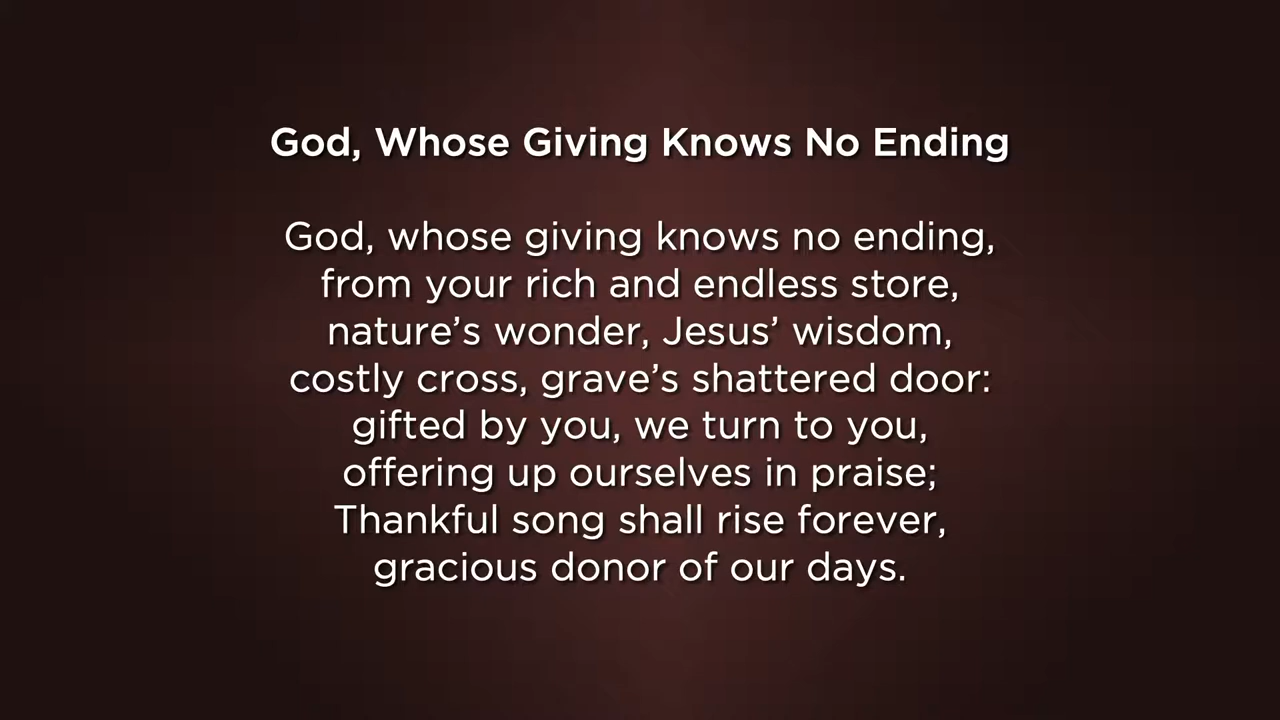 God, Whose Giving Knows No Ending
God, whose giving knows no ending,
from your rich and endless store,
nature’s wonder, Jesus’ wisdom,
costly cross, grave’s shattered door:
gifted by you, we turn to you,
offering up ourselves in praise;
Thankful song shall rise forever,
gracious donor of our days.